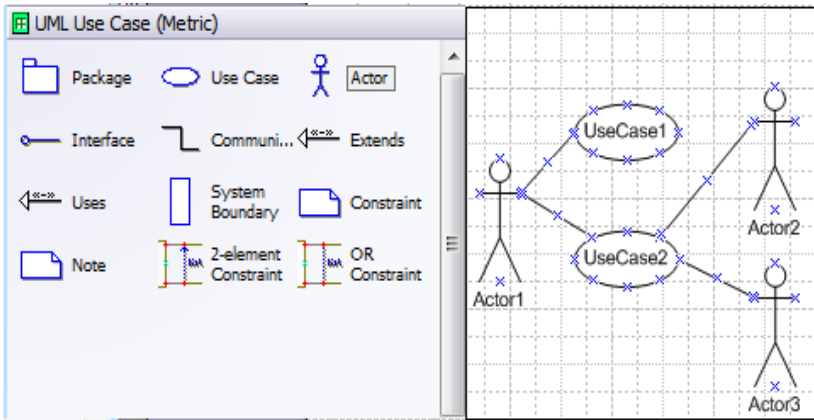 UML Use Case (Metric)
Package
Use Case
Actor
Interface
Communi...
«-»
Extends
«-»
Uses
System
Boundary
Constraint
Note
2-element
Constraint
OR
Constraint
UseCase1
UseCase2
Actor1
Actor2
Actor3